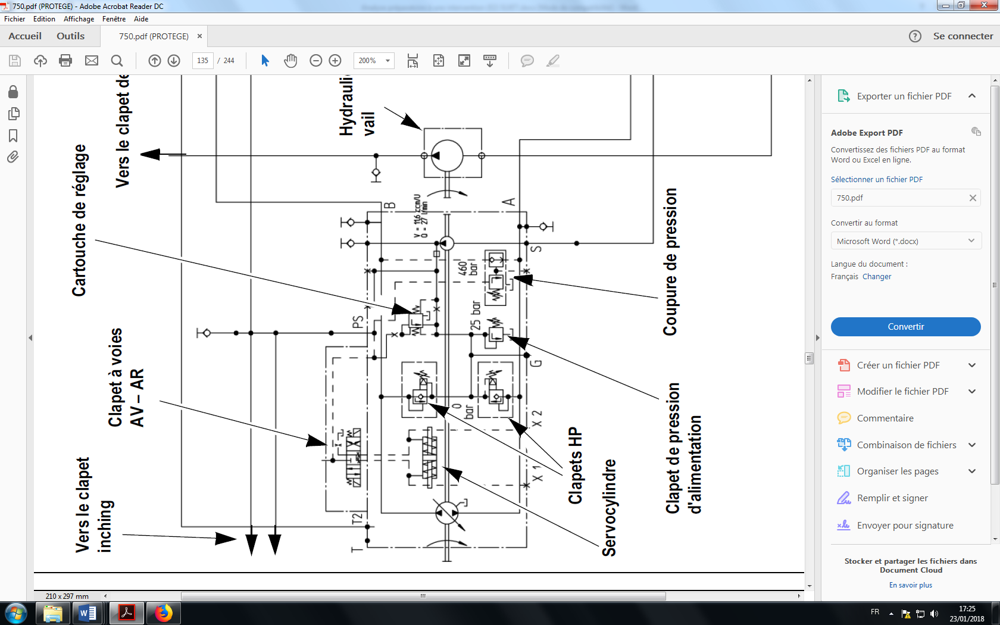 750.pdf (PROTEGE) - Adobe Acrobat Reader DC
Fichier Edition Affichage Fenêtre Aide
Accueil Outils 750.pdf (PROTEGE) × Se connecter
135 / 244 200%
Vers le clapet de
Hydrauli
vail
Cartouche de réglage
Clapet à voies
AV – AR
Vers le clapet
inching
B
V = 11,6 ccm/U
Q = 27 l/min
A
S
460
bar
PS
25 bar
G
0
bar
X 2
X 1
T2
T
Coupure de pression
Clapet de pression
d'alimentation
Clapets HP
Servocylindre
Exporter un fichier PDF
Adobe Export PDF
Convertissez des fichiers PDF au format
Word ou Excel en ligne.
Sélectionner un fichier PDF
750.pdf
Convertir au format
Microsoft Word (*.docx)
Langue du document :
Français Changer
Convertir
Créer un fichier PDF
Modifier le fichier PDF
Commentaire
Combinaison de fichiers
Organiser les pages
Remplir et signer
Envoyer pour signature
Stocker et partager les fichiers dans
Document Cloud
En savoir plus
210 x 297 mm
FR
17:25
23/01/2018